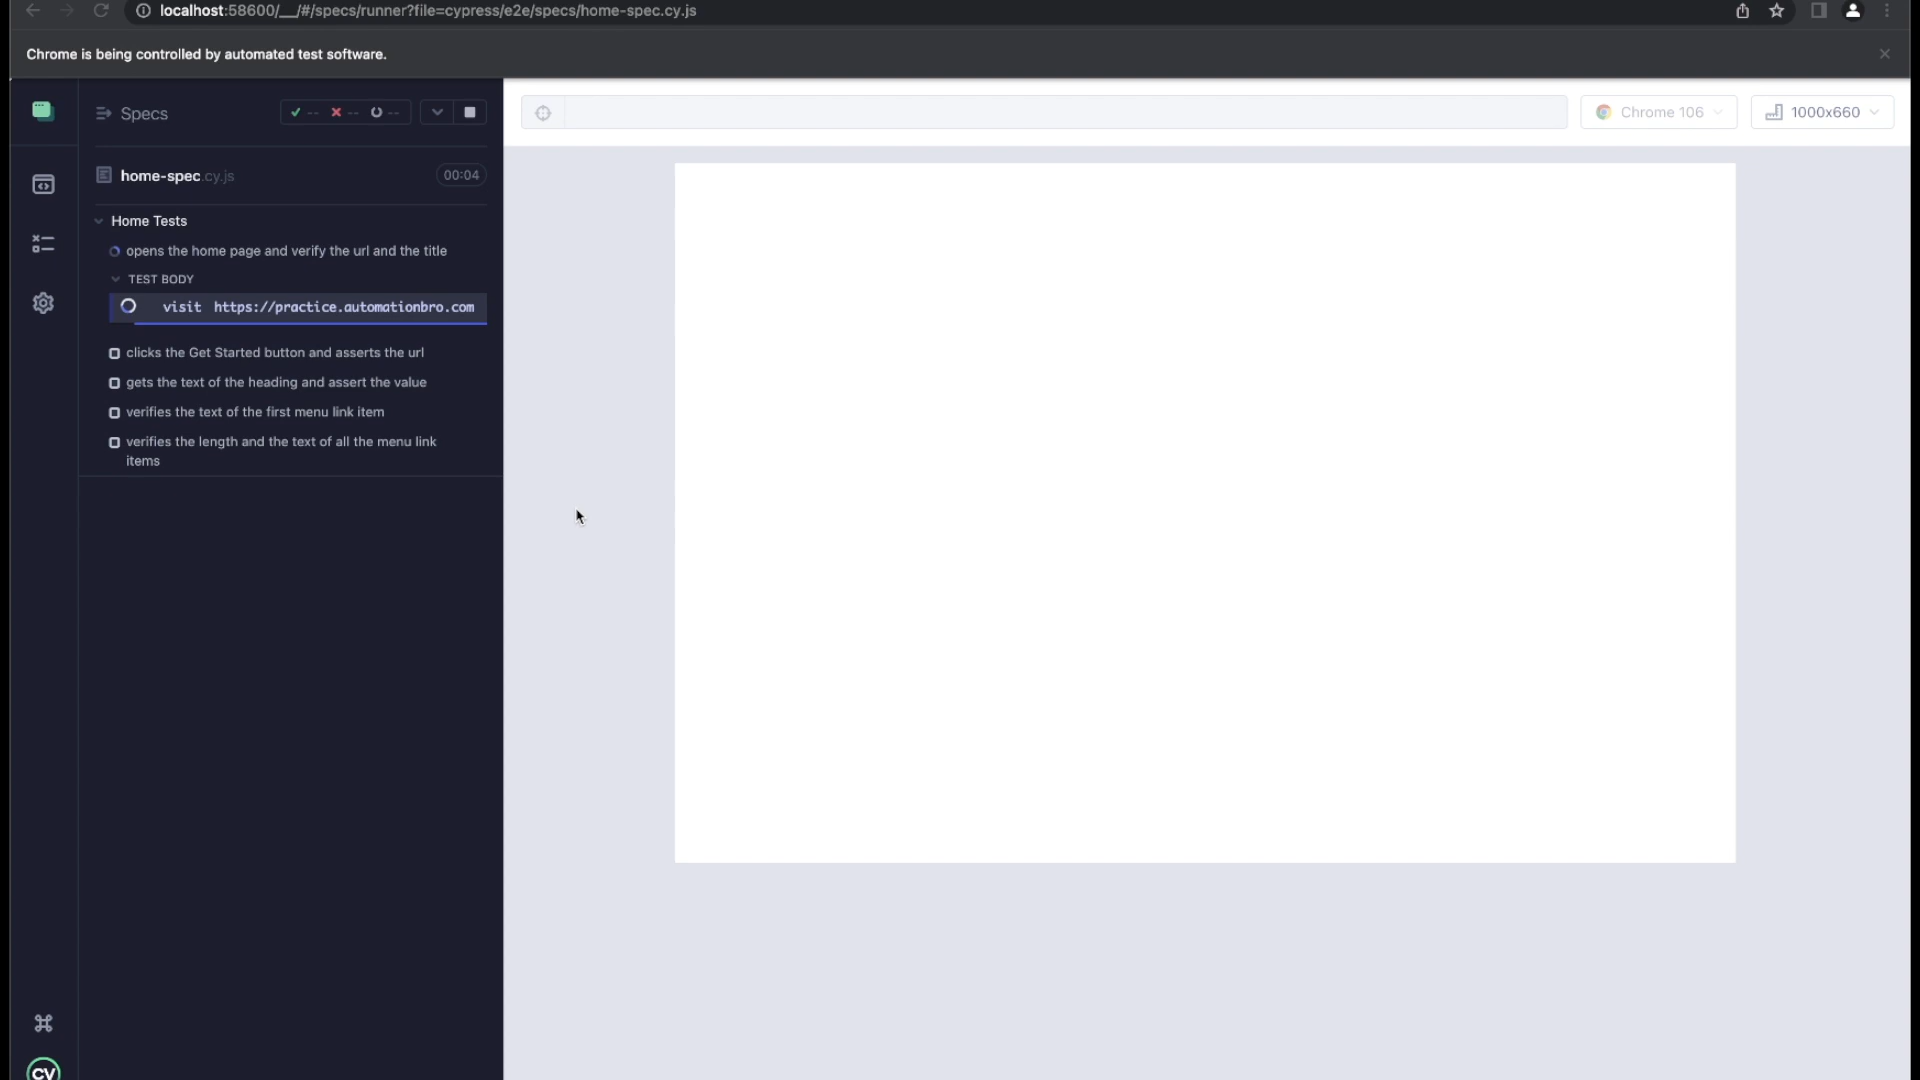 localhost:58600/__/#/specs/runner?file=cypress/e2e/specs/home-spec.cy.js
Chrome is being controlled by automated test software.
Specs
-- -- --
Chrome 106
1000x660
home-spec.cy.js
00:04
Home Tests
opens the home page and verify the url and the title
TEST BODY
visit https://practice.automationbro.com
clicks the Get Started button and asserts the url
gets the text of the heading and assert the value
verifies the text of the first menu link item
verifies the length and the text of all the menu link
items
cy